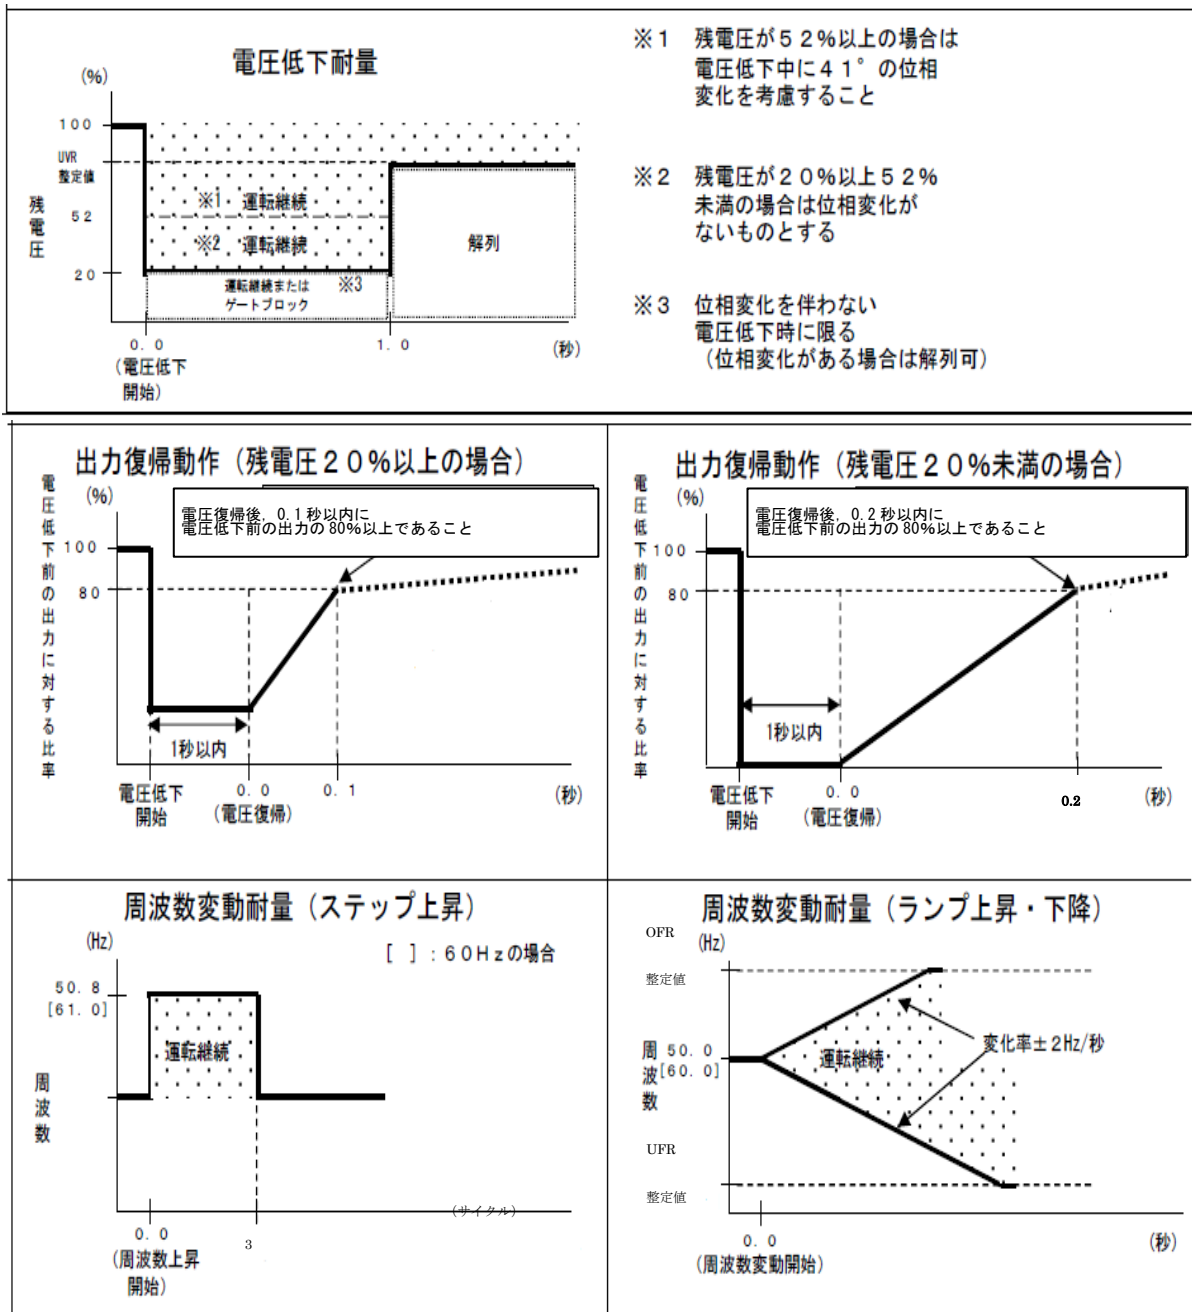 電圧低下耐量
(%)
100
UVR
整定値
残電圧
52
20
※1 運転継続
※2 運転継続
運転継続または
ゲートブロック
※3
解列
0.0
(電圧低下
開始)
1.0
(秒)
※1 残電圧が52%以上の場合は
電圧低下中に41°の位相
変化を考慮すること
※2 残電圧が20%以上52%
未満の場合は位相変化が
ないものとする
※3 位相変化を伴わない
電圧低下時に限る
(位相変化がある場合は解列可)
出力復帰動作(残電圧20%以上の場合)
電圧低下前の出力に対する比率
(%)
電圧復帰後, 0.1秒以内に
電圧低下前の出力の80%以上であること
100
80
1秒以内
電圧低下
開始
0.0
(電圧復帰)
0.1
(秒)
出力復帰動作(残電圧20%未満の場合)
電圧低下前の出力に対する比率
(%)
電圧復帰後, 0.2秒以内に
電圧低下前の出力の80%以上であること
100
80
1秒以内
電圧低下
開始
0.0
(電圧復帰)
0.2
(秒)
周波数変動耐量(ステップ上昇)
(Hz)
[ ]:60Hzの場合
50.8
[61.0]
運転継続
周波数
(サイクル)
0.0
(周波数上昇
開始)
3
周波数変動耐量(ランプ上昇・下降)
OFR
(Hz)
整定値
変化率±2Hz/秒
周波数
50.0
[60.0]
運転継続
UFR
整定値
0.0
(周波数変動開始)
(秒)